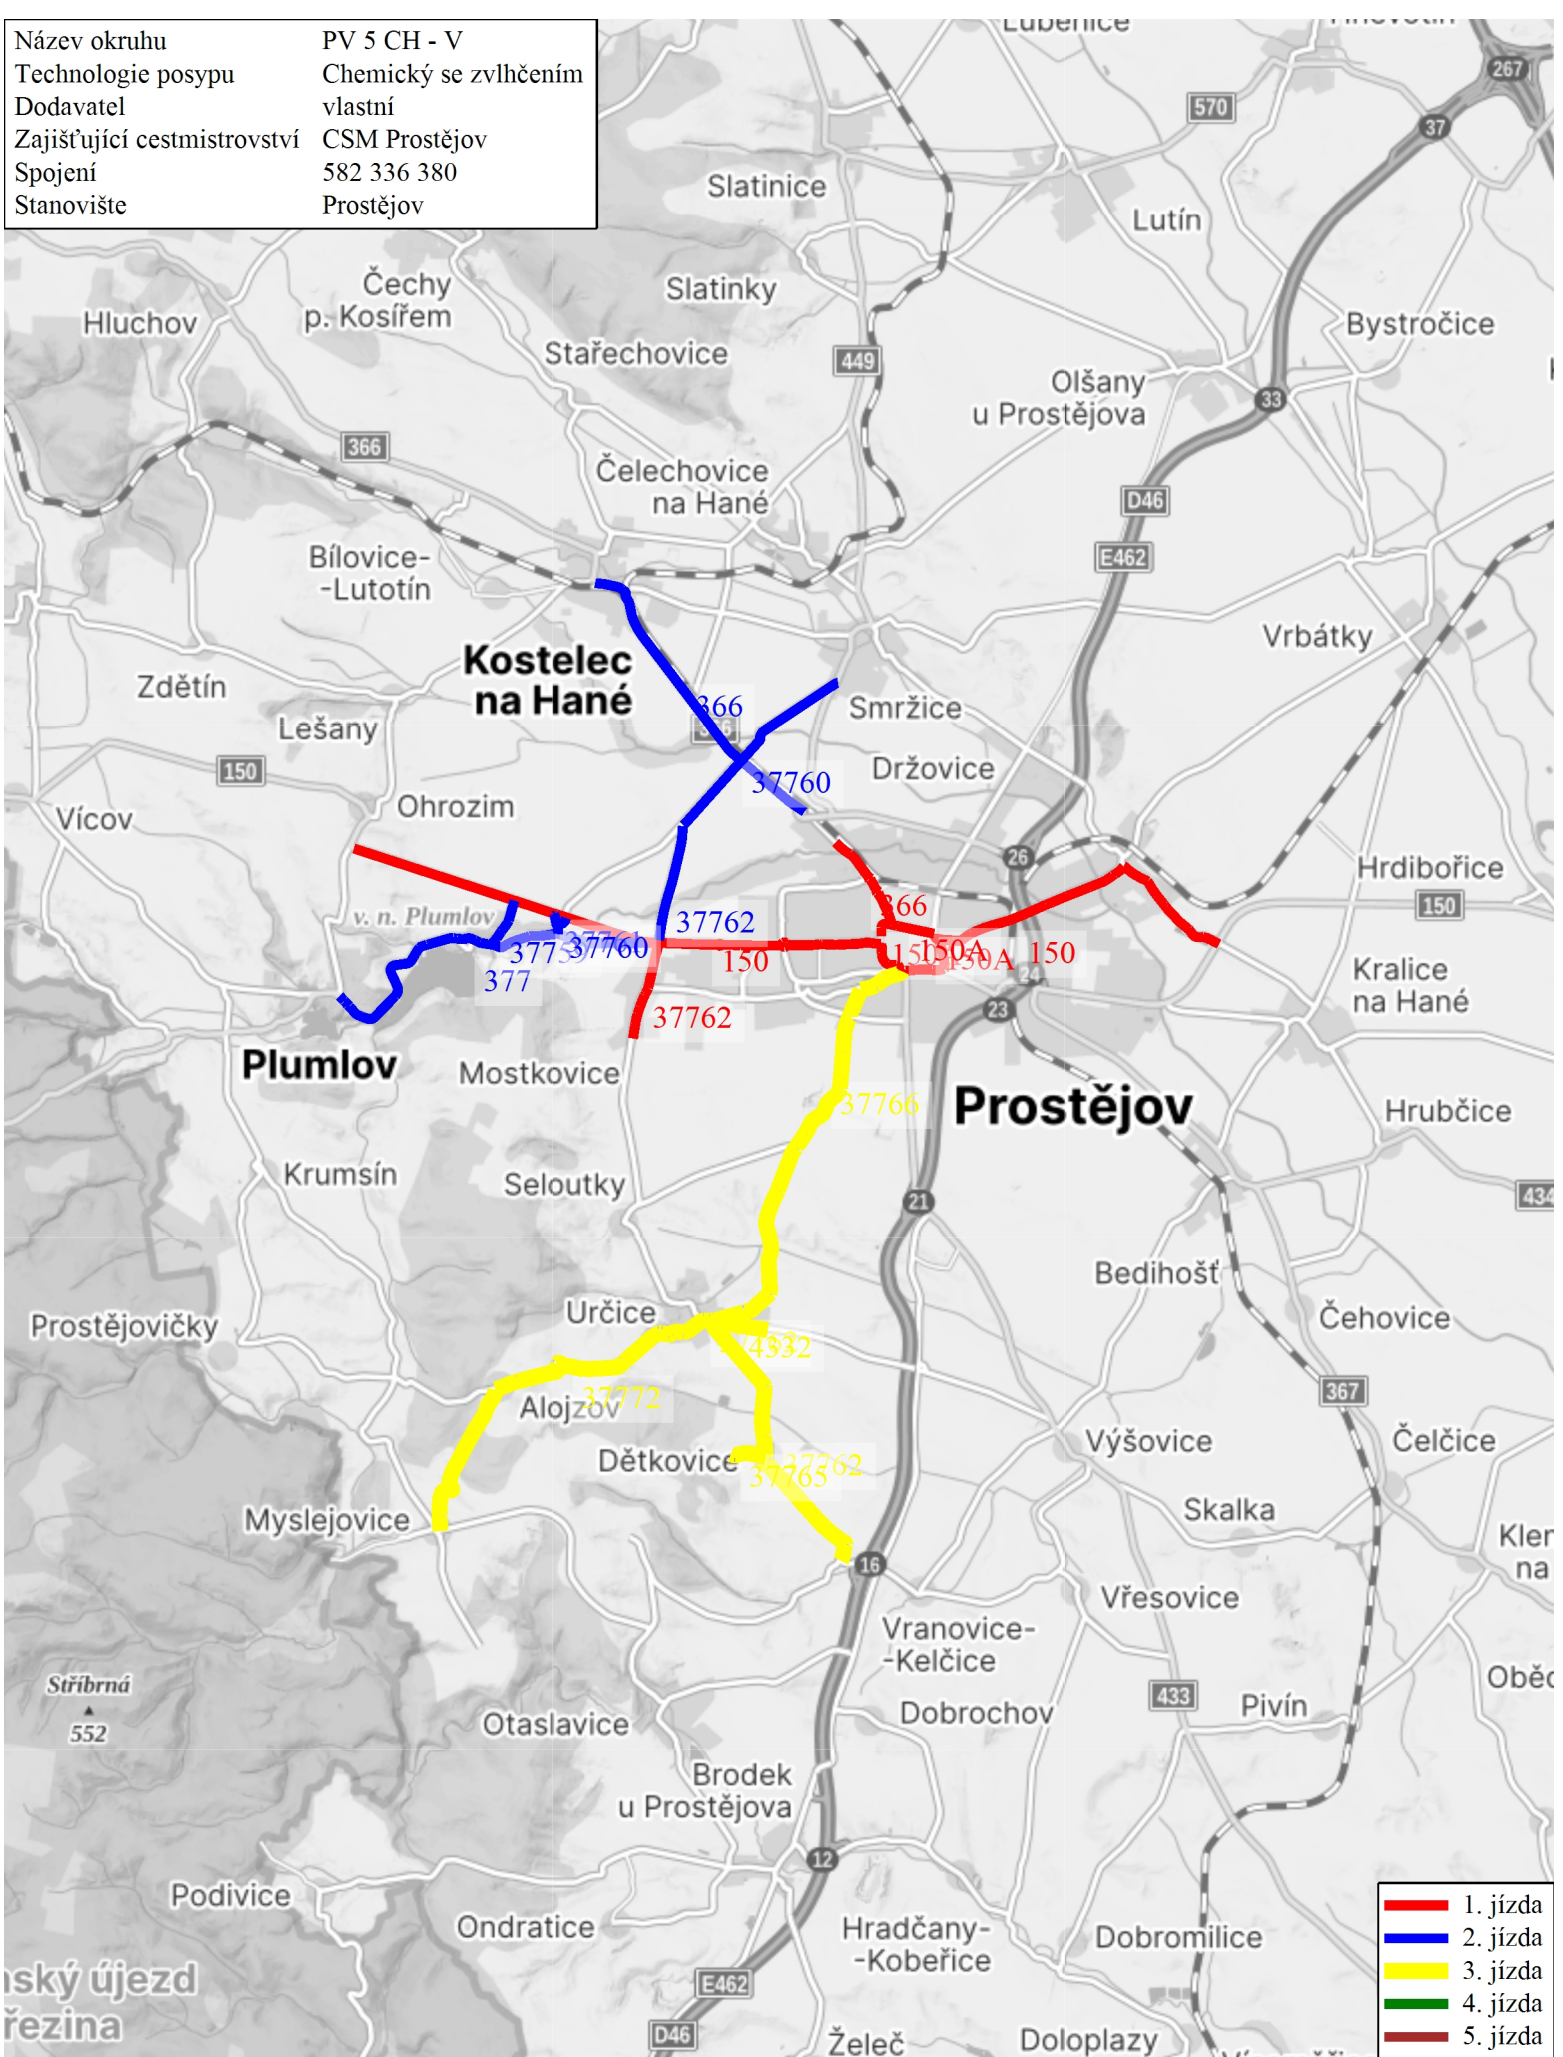 Název okruhu PV 5 CH - V
Technologie posypu Chemický se zvlhčením
Dodavatel vlastní
Zajišťující cestmistrovství CSM Prostějov
Spojení 582 336 380
Stanoviště Prostějov
267
570
37
Slatinice
Lutín
Čechy
p. Kosířem
Slatinky
Hluchov
Bystročice
Stařechovice
449
Olšany
u Prostějova
33
366
Čelechovice
na Hané
D46
Bílovice-
-Lutotín
E462
Vrbátky
Kostelec
na Hané
Zdětín
366
Smržice
Lešany
150
Držovice
37760
Ohrozim
Vícov
26
Hrdibořice
150
v. n. Plumlov
37762
366
37760
150
150A
150A
150
24
377
Kralice
na Hané
23
37762
Plumlov
Mostkovice
37766
Prostějov
Hrubčice
Krumsín
Seloutky
434
21
Bedihošť
Určice
Čehovice
Prostějovičky
4332
37772
367
Alojzov
Výšovice
Čelčice
Dětkovice
37762
37765
Myslejovice
Skalka
16
Vřesovice
Vranovice-
-Kelčice
Stříbrná
552
433
Pivín
Dobrochov
Otaslavice
Brodek
u Prostějova
12
Podivice
Ondratice
Hradčany-
-Kobeřice
Dobromilice
E462
D46
Želeč
Doloplazy
1. jízda
2. jízda
3. jízda
4. jízda
5. jízda